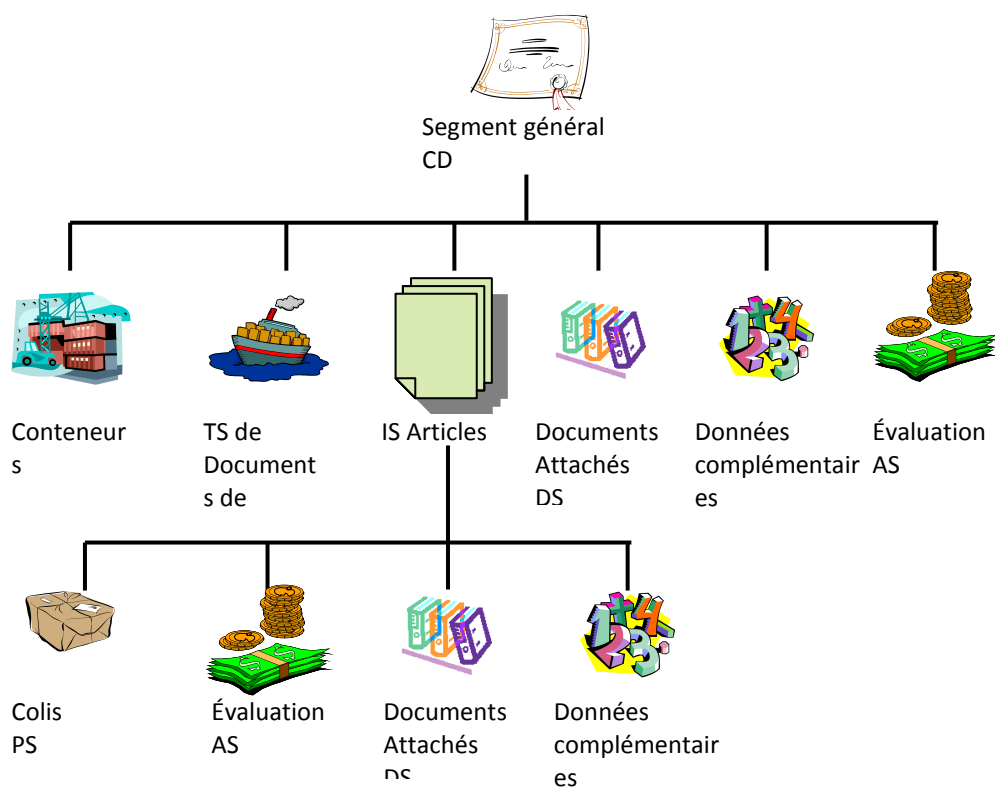 Segment général
CD
Conteneur
s
TS de
Document
s de
IS Articles
Documents
Attachés
DS
Données
complémentair
es
Évaluation
AS
Colis
PS
Évaluation
AS
Documents
Attachés
DS
Données
complémentair
es